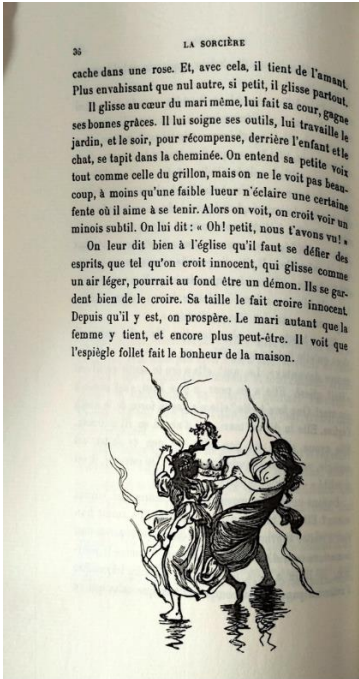 36
LA SORCIÈRE
cache dans une rose. Et, avec cela, il tient de l'amant.
Plus envahissant que nul autre, si petit, il glisse partout.
Il glisse au cœur du mari même, lui fait sa cour, gagne
ses bonnes grâces. Il lui soigne ses outils, lui travaille le
jardin, et le soir, pour récompense, derrière l'enfant et le
chat, se tapit dans la cheminée. On entend sa petite voix
tout comme celle du grillon, mais on ne le voit pas beau-
coup, à moins qu'une faible lueur n'éclaire une certaine
fente où il aime à se tenir. Alors on voit, on croit voir un
minois subtil. On lui dit : « Oh! petit, nous t'avons vu! »
On leur dit bien à l'église qu'il faut se défier des
esprits, que tel qu'on croit innocent, qui glisse comme
un air léger, pourrait au fond être un démon. Ils se gar-
dent bien de le croire. Sa taille le fait croire innocent.
Depuis qu'il y est, on prospère. Le mari autant que la
femme y tient, et encore plus peut-être. Il voit que
l'espiègle follet fait le bonheur de la maison.